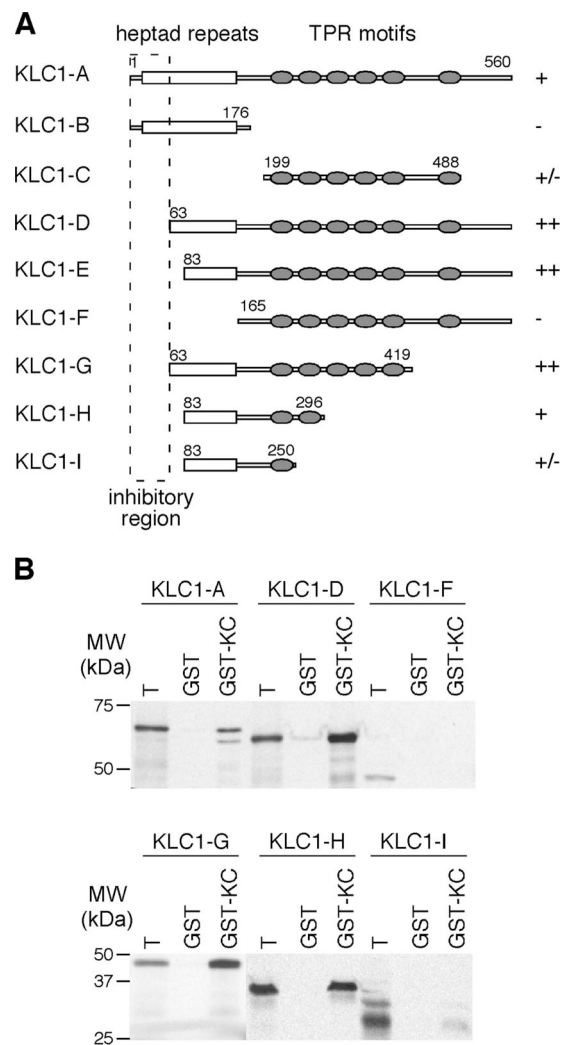 A
heptad repeats TPR motifs
KLC1-A 1 560 +
KLC1-B 176 -
KLC1-C 199 488 +/-
KLC1-D 63 ++
KLC1-E 83 ++
KLC1-F 165 -
KLC1-G 63 419 ++
KLC1-H 83 296 +
KLC1-I 83 250 +/-
inhibitory
region
B
KLC1-A KLC1-D KLC1-F
MW
(kDa)
T GST GST-KC T GST GST-KC T GST GST-KC
75
50
KLC1-G KLC1-H KLC1-I
MW
(kDa)
T GST GST-KC T GST GST-KC T GST GST-KC
50
37
25